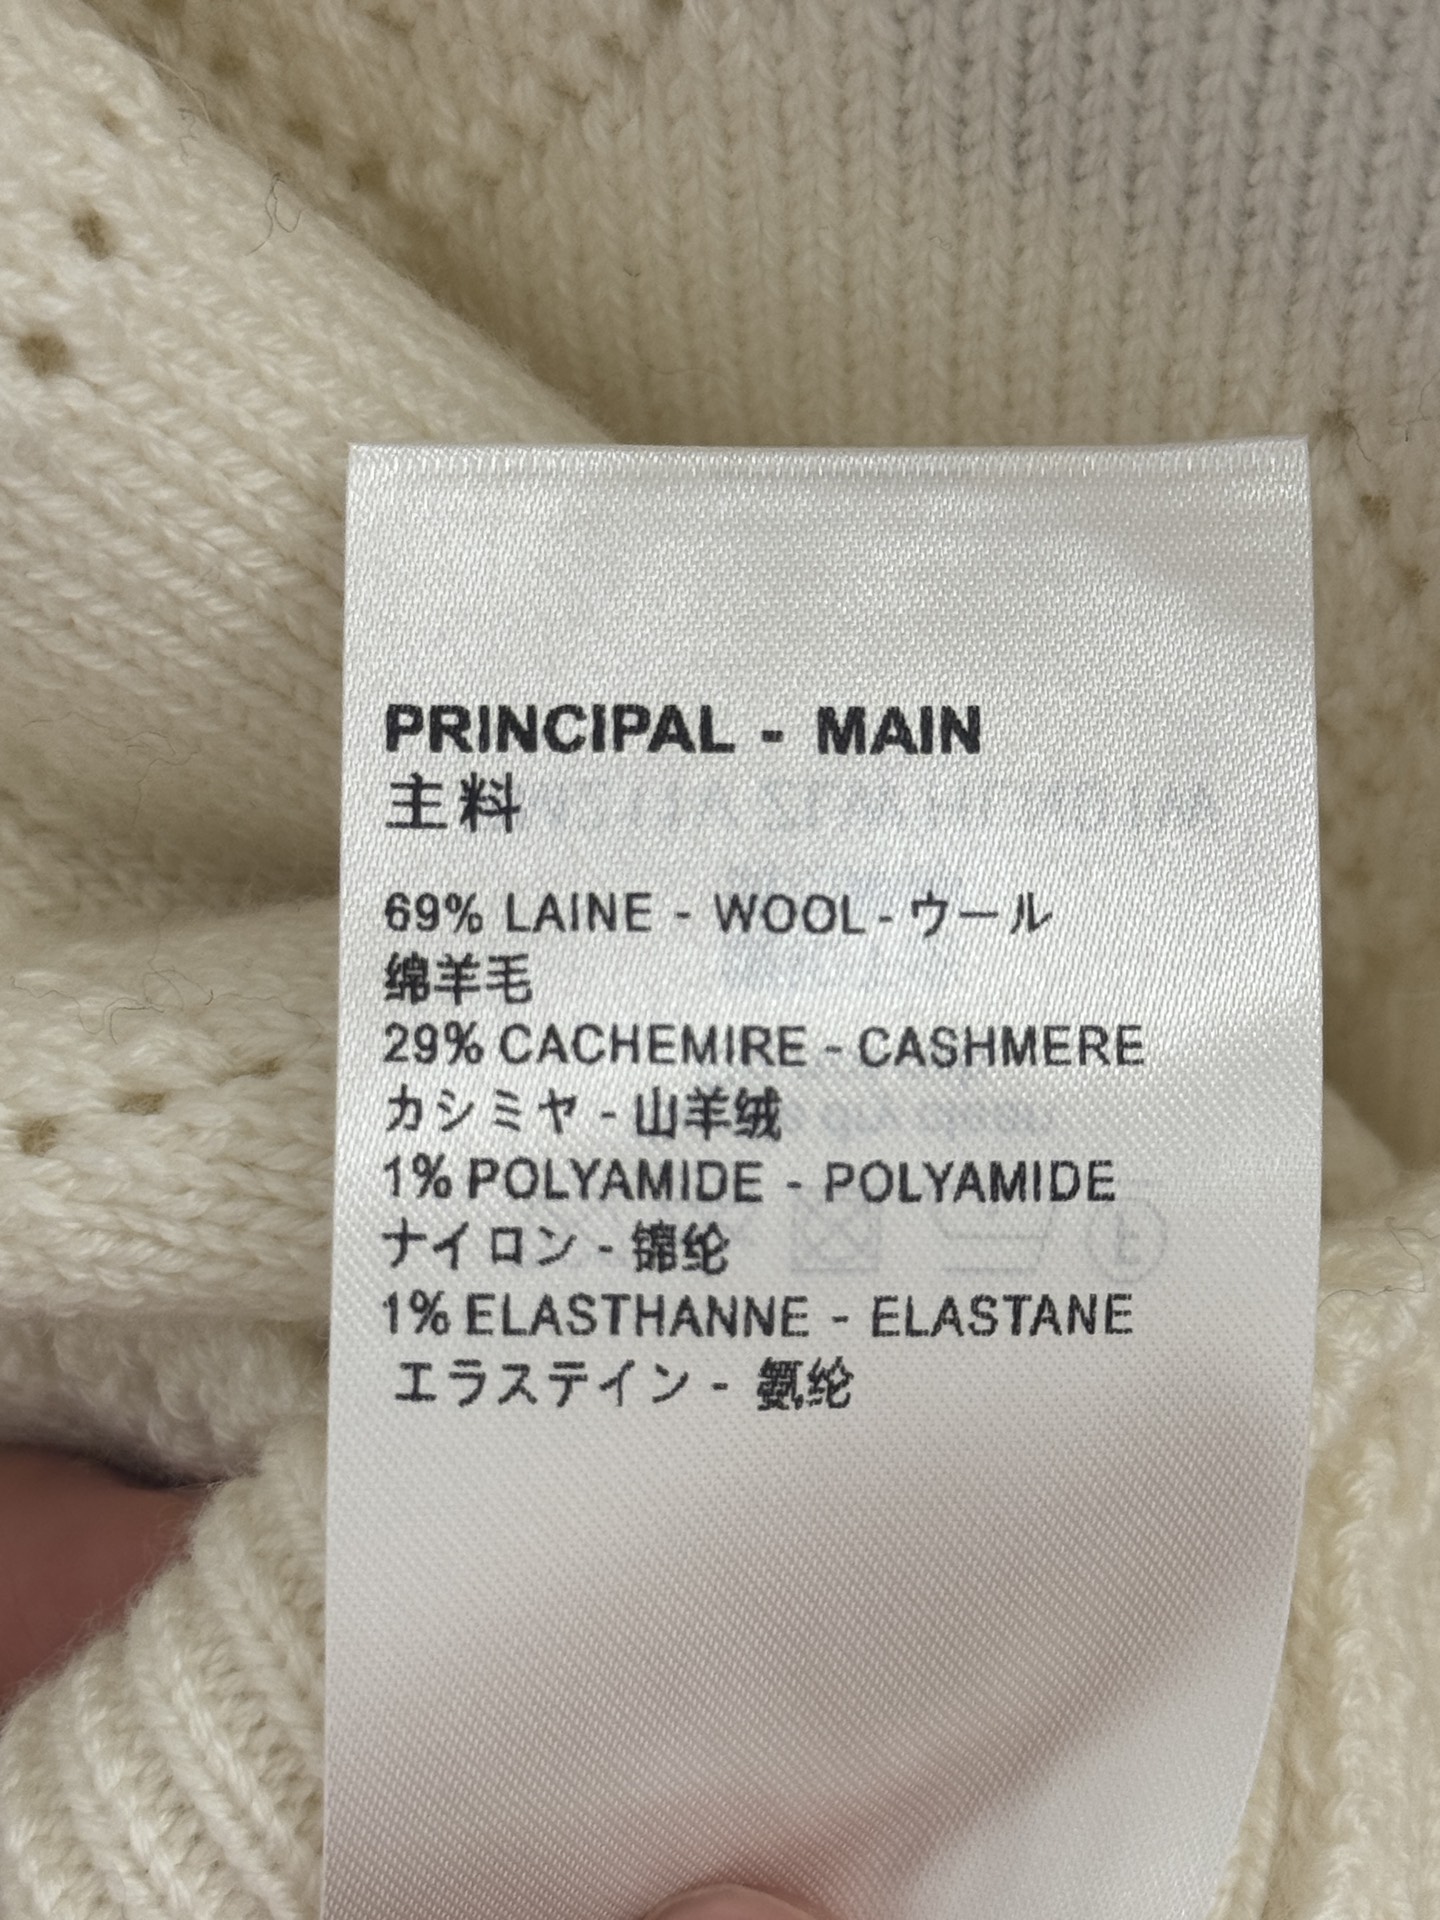 PRINCIPAL - MAIN
主料
69% LAINE - WOOL - ウール
绵羊毛
29% CACHEMIRE - CASHMERE
カシミヤ - 山羊绒
1% POLYAMIDE - POLYAMIDE
ナイロン - 锦纶
1% ELASTHANNE - ELASTANE
エラステイン - 氨纶